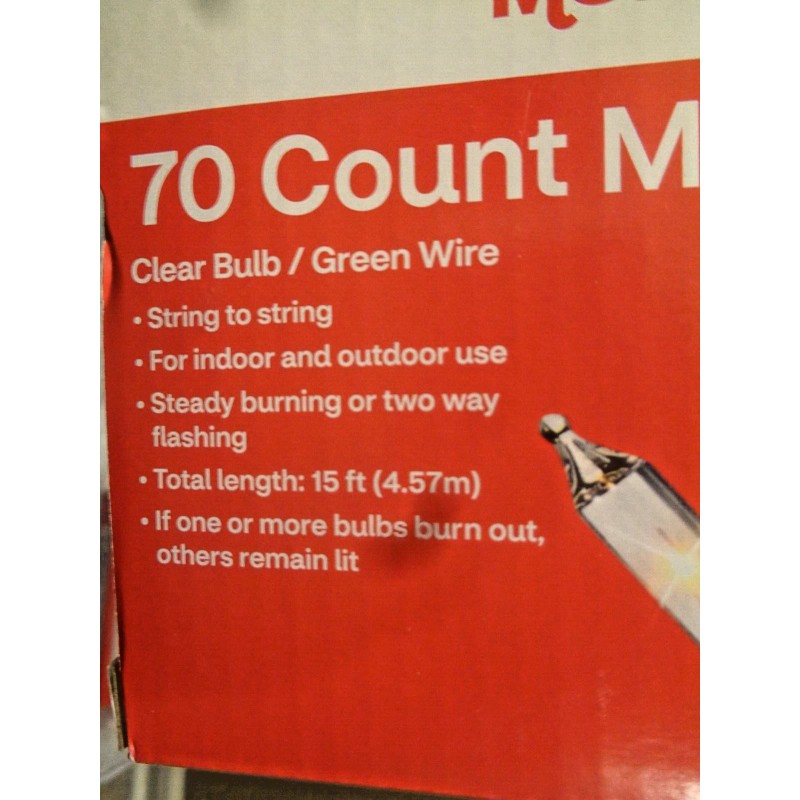 70 Count M
Clear Bulb / Green Wire
• String to string
• For indoor and outdoor use
• Steady burning or two way
flashing
• Total length: 15 ft (4.57m)
• If one or more bulbs burn out,
others remain lit